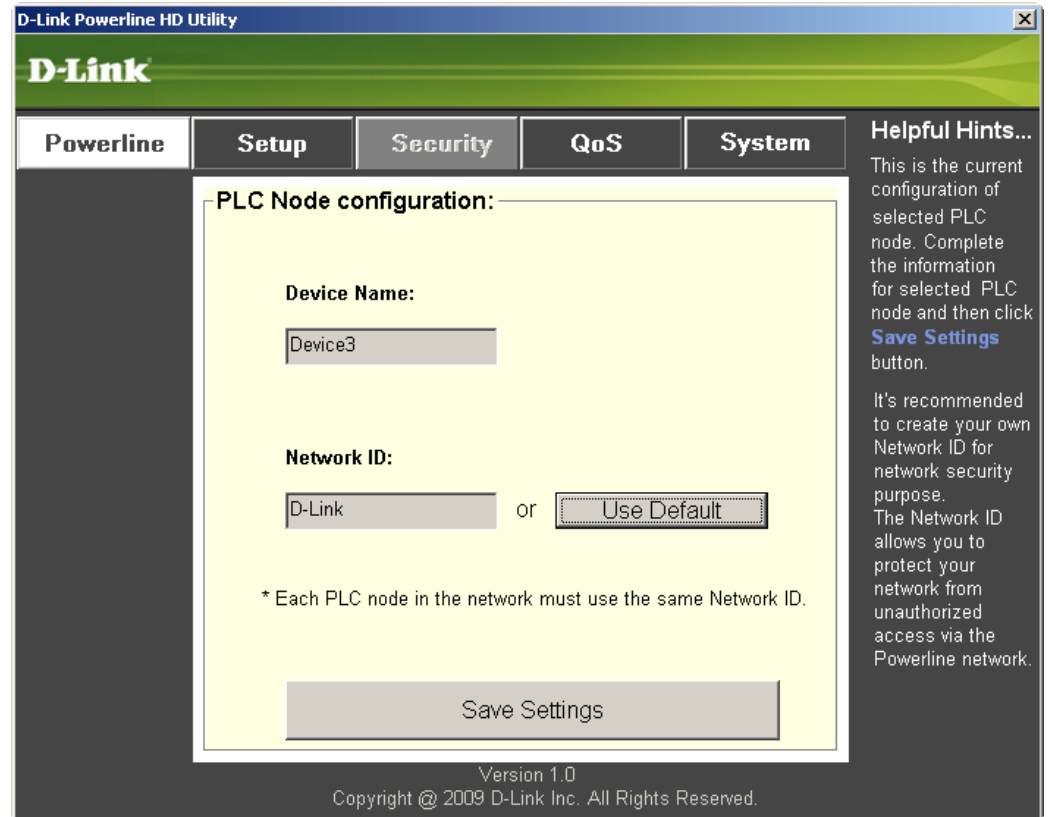 D-Link Powerline HD Utility
D-Link
Powerline
Setup
Security
QoS
System
PLC Node configuration:
Device Name:
Device3
Network ID:
D-Link
or
Use Default
* Each PLC node in the network must use the same Network ID.
Save Settings
Helpful Hints...
This is the current
configuration of
selected PLC
node. Complete
the information
for selected PLC
node and then click
Save Settings
button.
It's recommended
to create your own
Network ID for
network security
purpose.
The Network ID
allows you to
protect your
network from
unauthorized
access via the
Powerline network.
Version 1.0
Copyright @ 2009 D-Link Inc. All Rights Reserved.